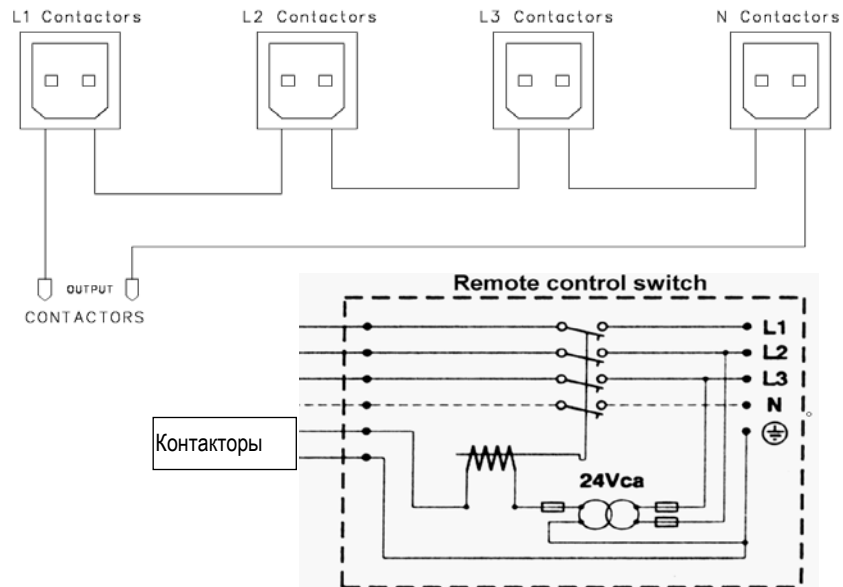 L1 Contactors L2 Contactors L3 Contactors N Contactors
OUTPUT
CONTACTORS
Remote control switch
L1
L2
L3
N
Контакторы
24Vca